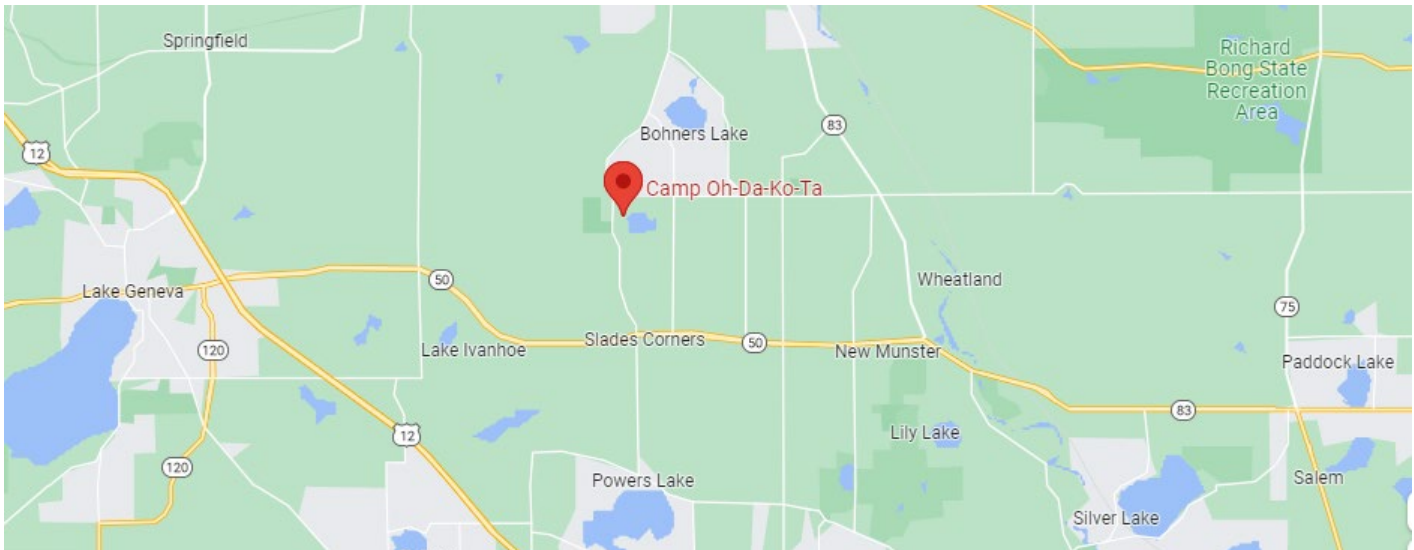 Springfield
Richard
Bong State
Recreation
Area
83
Bohners Lake
12
Camp Oh-Da-Ko-Ta
Wheatland
50
Lake Geneva
75
Slades Corners
50
120
Lake Ivanhoe
New Munster
Paddock Lake
83
12
Lily Lake
120
Powers Lake
Salem
Silver Lake